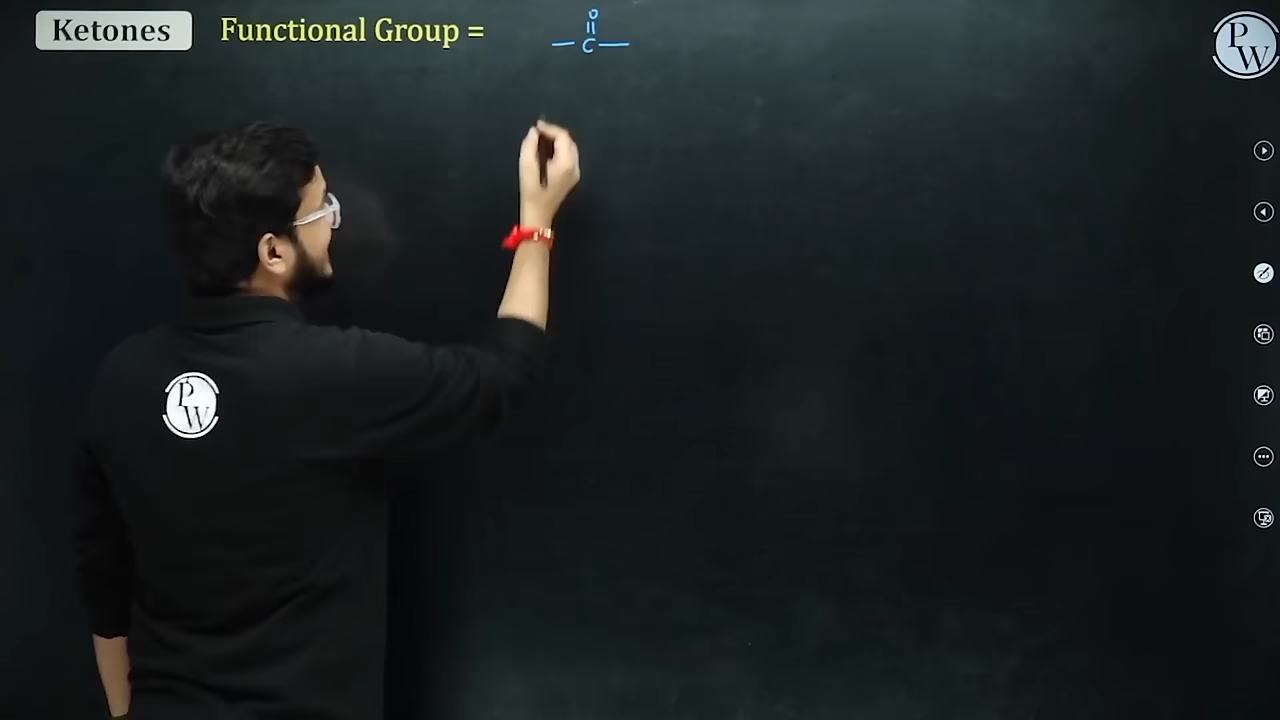 Ketones Functional Group =
O
||
— C —
PW
PW